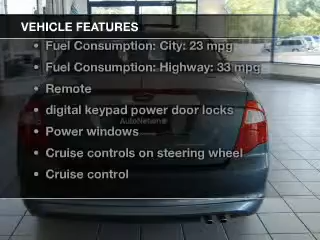 VEHICLE FEATURES
• Fuel Consumption: City: 23 mpg
• Fuel Consumption: Highway: 33 mpg
• Remote
• digital keypad power door locks
AutoNetTV
• Power windows
• Cruise controls on steering wheel
• Cruise control